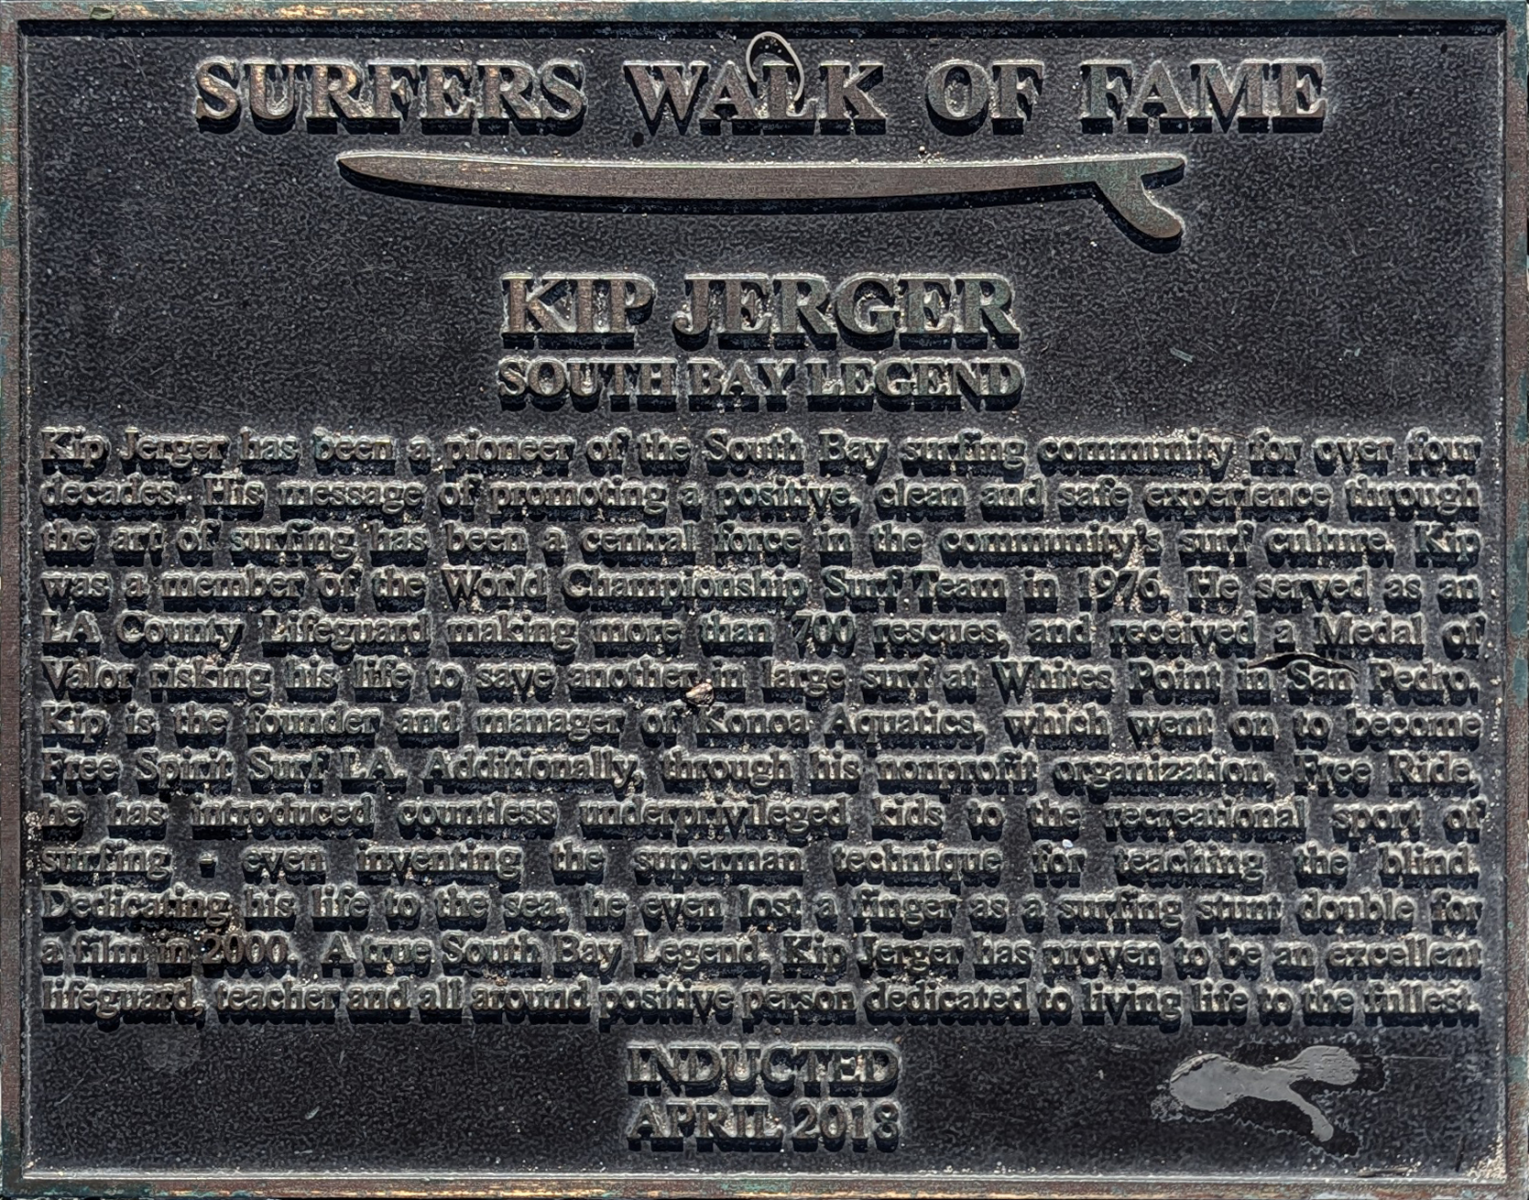 SURFERS WALK OF FAME
KIP JERGER
SOUTH BAY LEGEND
Kip Jerger has been a pioneer of the South Bay surfing community for over four
decades. His message of promoting a positive, clean and safe experience through
the art of surfing has been a central force in the community's surf culture. Kip
was a member of the World Championship Surf Team in 1976. He served as an
LA County Lifeguard making more than 700 rescues, and received a Medal of
Valor risking his life to save another in large surf at Whites Point in San Pedro.
Kip is the founder and manager of Konoa Aquatics, which went on to become
Free Spirit Surf LA. Additionally, through his nonprofit organization, Free Ride,
he has introduced countless underprivileged kids to the recreational sport of
surfing - even inventing the superman technique for teaching the blind.
Dedicating his life to the sea, he even lost a finger as a surfing stunt double for
a film in 2000. A true South Bay Legend, Kip Jerger has proven to be an excellent
lifeguard, teacher and all around positive person dedicated to living life to the fullest.
INDUCTED
APRIL 2018